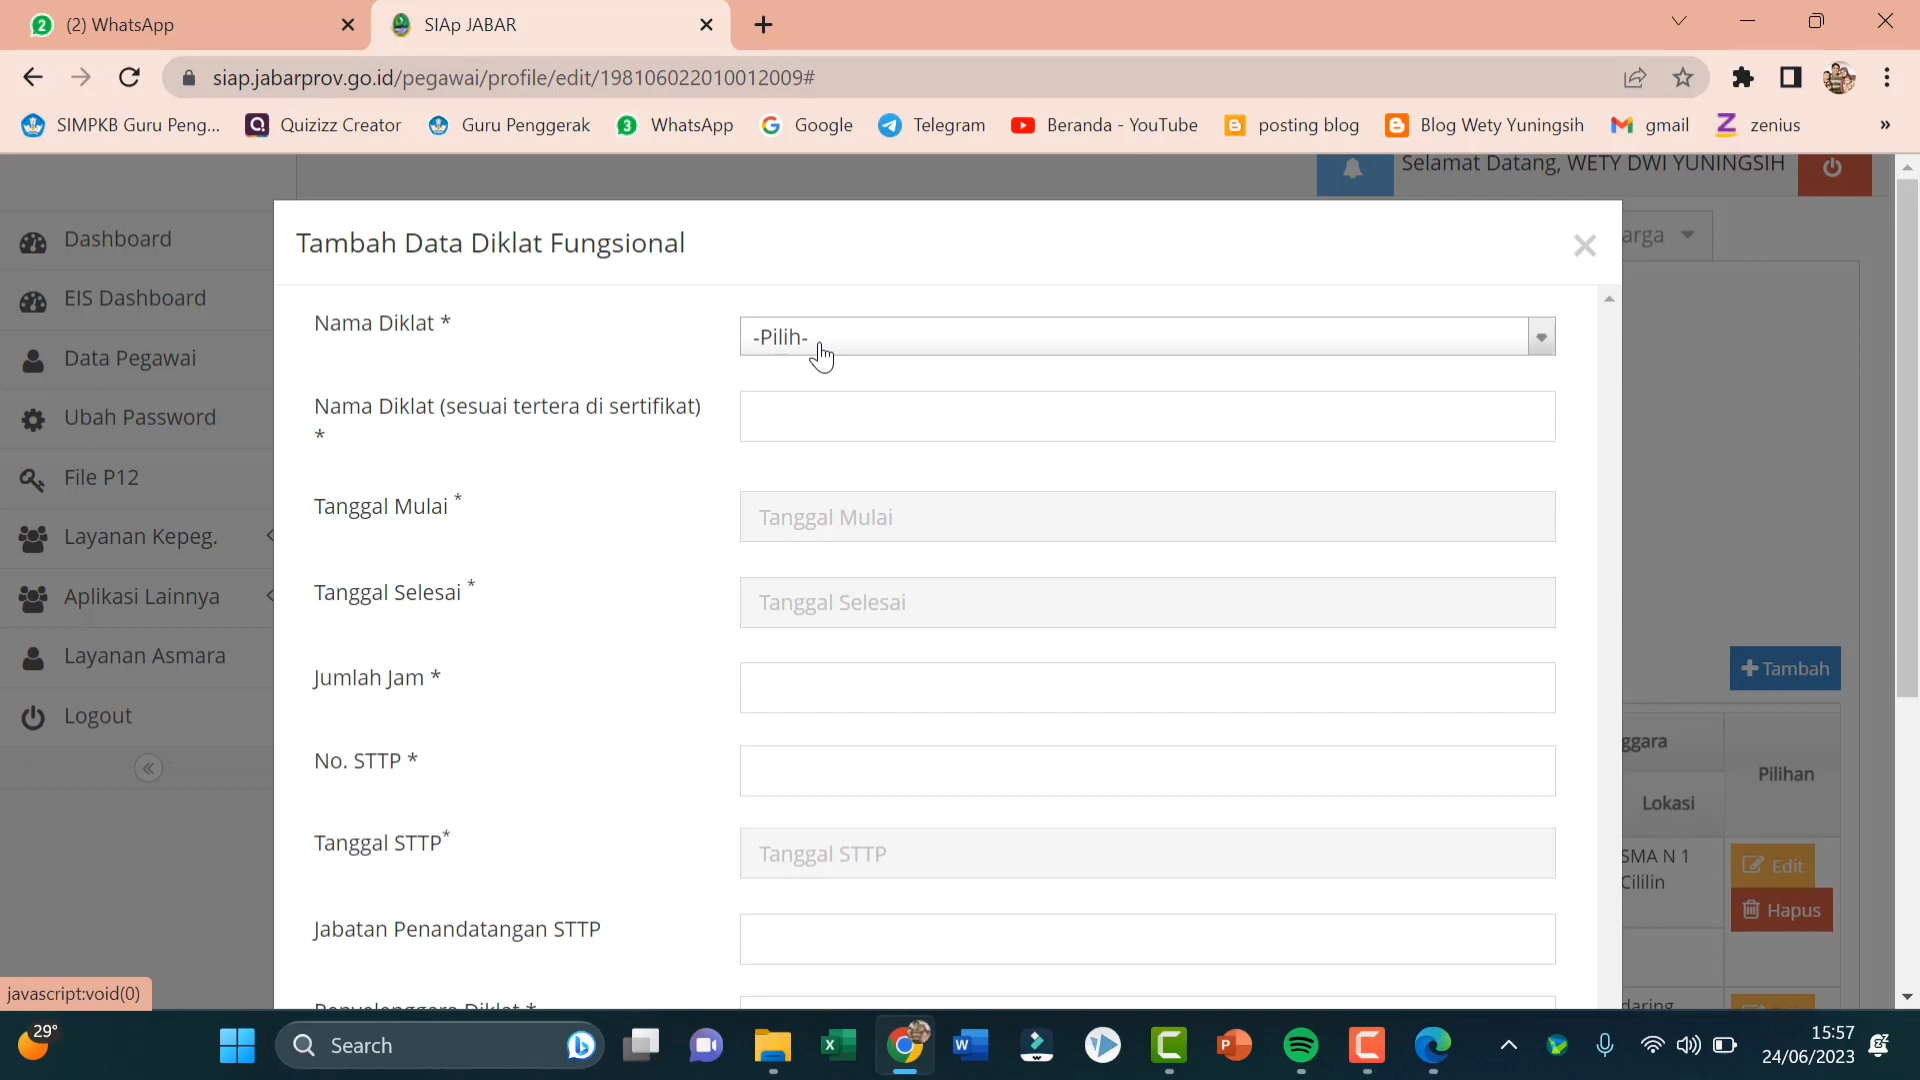 (2) WhatsApp
SIAp JABAR
siap.jabarprov.go.id/pegawai/profile/edit/198106022010012009#
SIMPKB Guru Peng...
Quizizz Creator
Guru Penggerak
WhatsApp
Google
Telegram
Beranda - YouTube
posting blog
Blog Wety Yuningsih
gmail
zenius
»
Selamat Datang, WETY DWI YUNINGSIH
Dashboard
EIS Dashboard
Data Pegawai
Ubah Password
File P12
Layanan Kepeg.
Aplikasi Lainnya
Layanan Asmara
Logout
Tambah Data Diklat Fungsional
Nama Diklat *
-Pilih-
Nama Diklat (sesuai tertera di sertifikat)
*
Tanggal Mulai *
Tanggal Mulai
Tanggal Selesai *
Tanggal Selesai
Jumlah Jam *
No. STTP *
Tanggal STTP*
Tanggal STTP
Jabatan Penandatangan STTP
Penyelenggara Diklat *
arga
Tambah
ggara
Pilihan
Lokasi
SMA N 1
Cililin
Edit
Hapus
daring
javascript:void(0)
29°
Search
15:57
24/06/2023